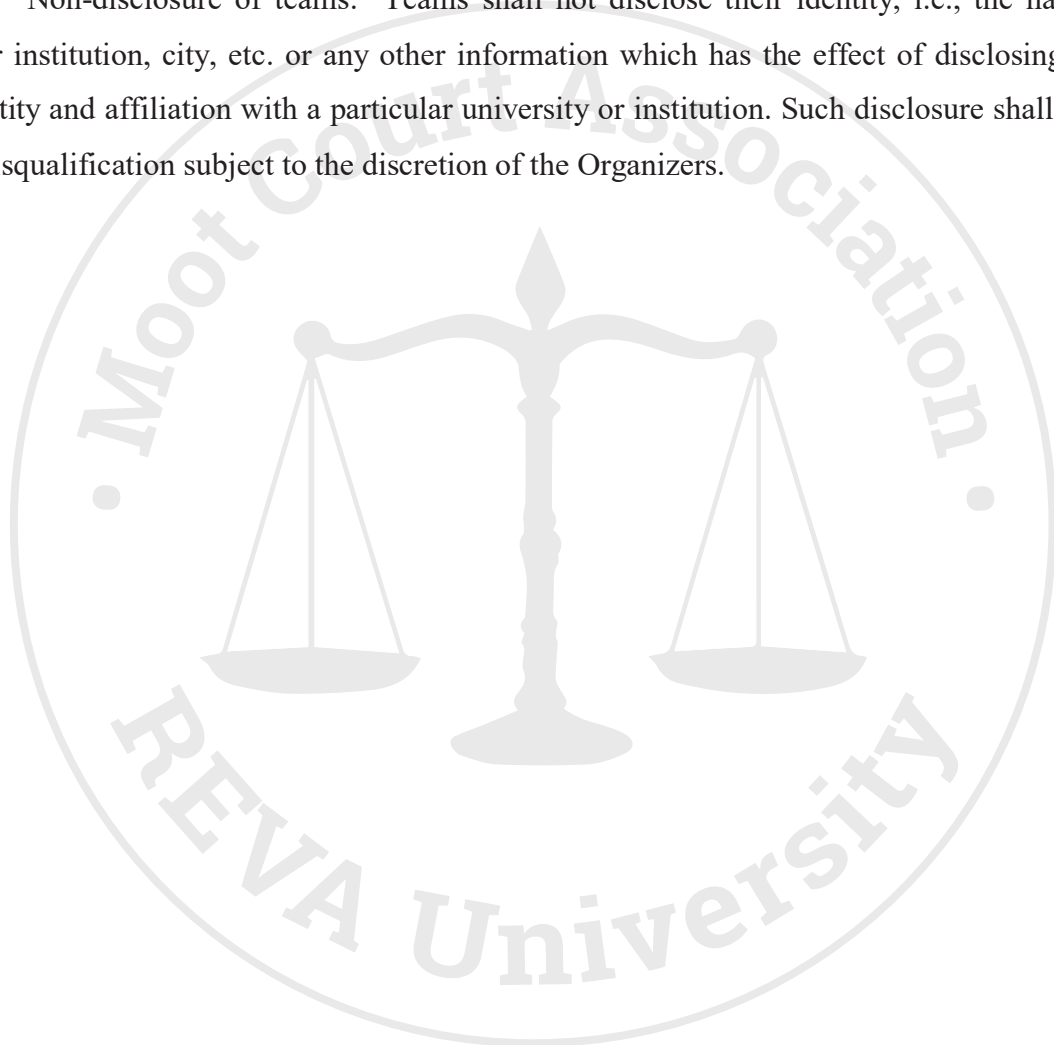 Non-disclosure of teams: Teams shall not disclose their identity, i.e., the
institution, city, etc. or any other information which has the effect of disclosing
and affiliation with a particular university or institution. Such disclosure shall
subject to the discretion of the Organizers.
• Moot Court Association •
REVA University